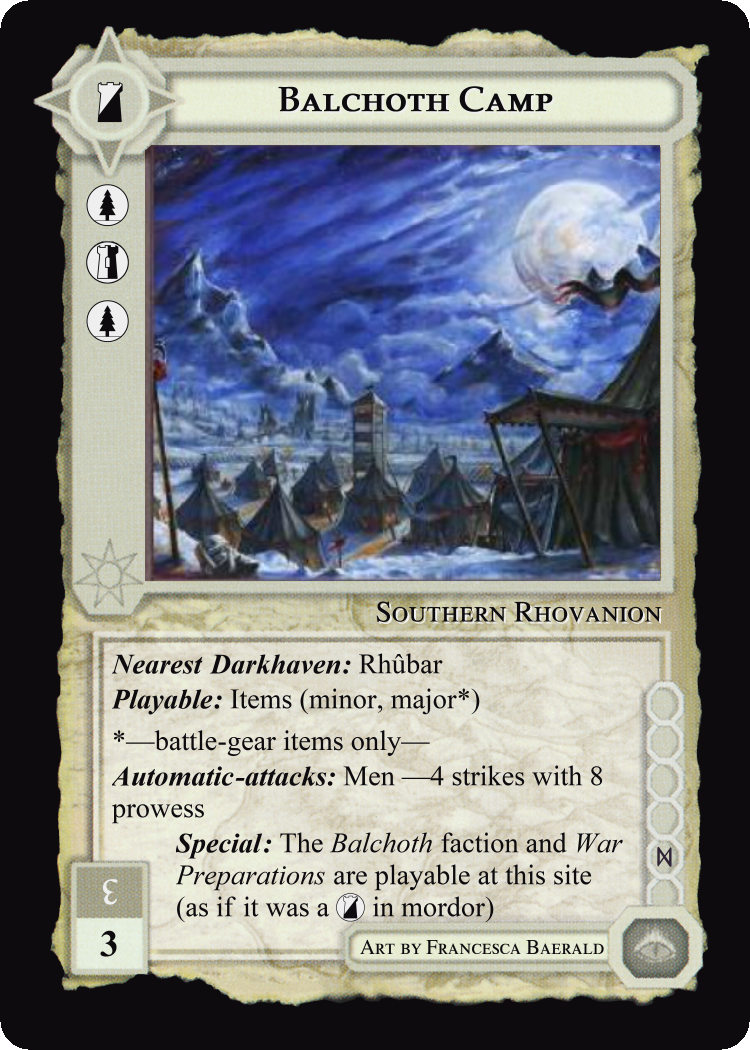 Balchoth Camp
Southern Rhovanion
Nearest Darkhaven: Rhûbar
Playable: Items (minor, major*)
*—battle-gear items only—
Automatic-attacks: Men —4 strikes with 8
prowess
Special: The Balchoth faction and War
Preparations are playable at this site
(as if it was a in mordor)
3
Art by Francesca Baerald